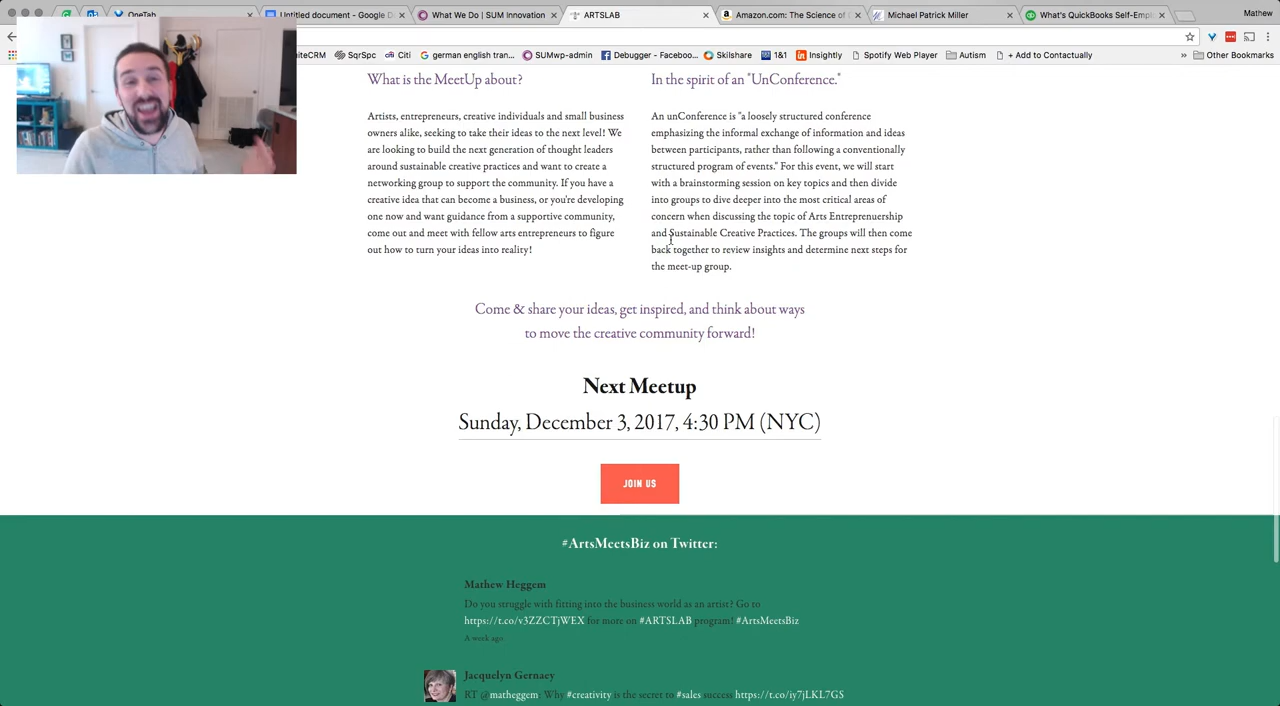 OneTab
Untitled document - Google D
What We Do | SUM Innovation
ARTSLAB
Amazon.com: The Science of
Michael Patrick Miller
What's QuickBooks Self-Empl
Mathew
iteCRM
SqrSpc
Citi
german english tran...
SUMwp-admin
Debugger - Faceboo...
Skilshare
1&1
Insightly
Spotify Web Player
Autism
+ Add to Contactually
Other Bookmarks
What is the MeetUp about?
Artists, entrepreneurs, creative individuals and small business
owners alike, seeking to take their ideas to the next level! We
are looking to build the next generation of thought leaders
around sustainable creative practices and want to create a
networking group to support the community. If you have a
creative idea that can become a business, or you're developing
one now and want guidance from a supportive community,
come out and meet with fellow arts entrepreneurs to figure
out how to turn your ideas into reality!
In the spirit of an "UnConference."
An unConference is "a loosely structured conference
emphasizing the informal exchange of information and ideas
between participants, rather than following a conventionally
structured program of events." For this event, we will start
with a brainstorming session on key topics and then divide
into groups to dive deeper into the most critical areas of
concern when discussing the topic of Arts Entreprenuership
and Sustainable Creative Practices. The groups will then come
back together to review insights and determine next steps for
the meet-up group.
Come & share your ideas, get inspired, and think about ways
to move the creative community forward!
Next Meetup
Sunday, December 3, 2017, 4:30 PM (NYC)
JOIN US
#ArtsMeetsBiz on Twitter:
Mathew Heggem
Do you struggle with fitting into the business world as an artist? Go to
https://t.co/v3ZZCTjWEX for more on #ARTSLAB program! #ArtsMeetsBiz
A week ago
Jacquelyn Gernaey
RT @matheggem: Why #creativity is the secret to #sales success https://t.co/iy7jLKL7GS